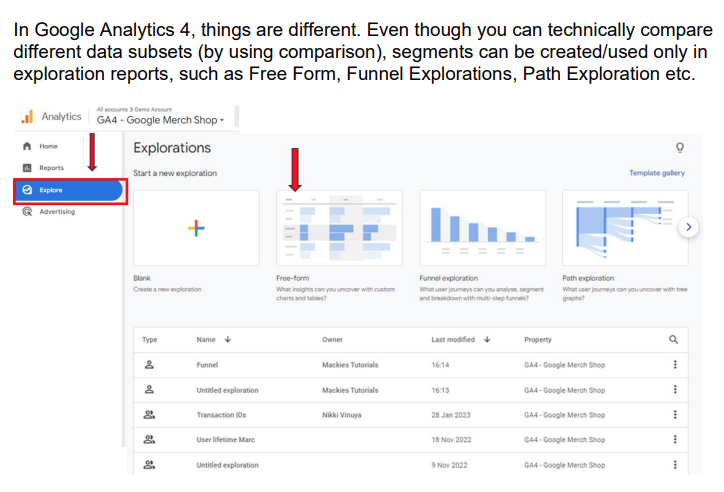 In Google Analytics 4, things are different. Even though you can technically compare
different data subsets (by using comparison), segments can be created/used only in
exploration reports, such as Free Form, Funnel Explorations, Path Exploration etc.
Analytics
All accounts > Demo Account
GA4 - Google Merch Shop
Home
Reports
Explore
Advertising
Explorations
Start a new exploration
Template gallery
Blank
Create a new exploration
Free-form
What insights can you uncover with custom
charts and tables?
Funnel exploration
What user journeys can you analyse, segment
and breakdown with multi-step funnels?
Path exploration
What user journeys can you uncover with tree
graphs?
Type Name Owner Last modified Property
Funnel Mackies Tutorials 16:14 GA4 - Google Merch Shop
Untitled exploration Mackies Tutorials 16:13 GA4 - Google Merch Shop
Transaction IDs Nikki Vinuya 28 Jan 2023 GA4 - Google Merch Shop
User lifetime Marc 18 Nov 2022 GA4 - Google Merch Shop
Untitled exploration 9 Nov 2022 GA4 - Google Merch Shop